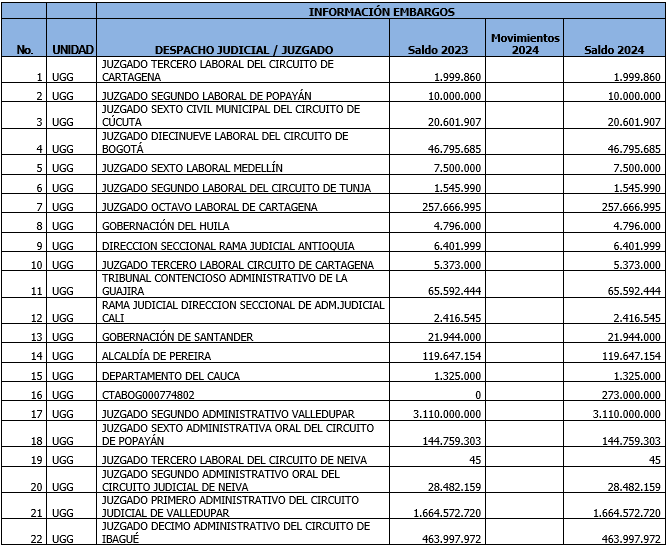 INFORMACIÓN EMBARGOS
No. UNIDAD DESPACHO JUDICIAL / JUZGADO Saldo 2023 Movimientos 2024 Saldo 2024
1 UGG JUZGADO TERCERO LABORAL DEL CIRCUITO DE
CARTAGENA 1.999.860 1.999.860
2 UGG JUZGADO SEGUNDO LABORAL DE POPAYÁN 10.000.000 10.000.000
3 UGG JUZGADO SEXTO CIVIL MUNICIPAL DEL CIRCUITO DE
CÚCUTA 20.601.907 20.601.907
4 UGG JUZGADO DIECINUEVE LABORAL DEL CIRCUITO DE
BOGOTÁ 46.795.685 46.795.685
5 UGG JUZGADO SEXTO LABORAL MEDELLÍN 7.500.000 7.500.000
6 UGG JUZGADO SEGUNDO LABORAL DEL CIRCUITO DE TUNJA 1.545.990 1.545.990
7 UGG JUZGADO OCTAVO LABORAL DE CARTAGENA 257.666.995 257.666.995
8 UGG GOBERNACIÓN DEL HUILA 4.796.000 4.796.000
9 UGG DIRECCION SECCIONAL RAMA JUDICIAL ANTIOQUIA 6.401.999 6.401.999
10 UGG JUZGADO TERCERO LABORAL CIRCUITO DE CARTAGENA 5.373.000 5.373.000
11 UGG TRIBUNAL CONTENCIOSO ADMINISTRATIVO DE LA
GUAJIRA 65.592.444 65.592.444
12 UGG RAMA JUDICIAL DIRECCION SECCIONAL DE ADM.JUDICIAL
CALI 2.416.545 2.416.545
13 UGG GOBERNACIÓN DE SANTANDER 21.944.000 21.944.000
14 UGG ALCALDÍA DE PEREIRA 119.647.154 119.647.154
15 UGG DEPARTAMENTO DEL CAUCA 1.325.000 1.325.000
16 UGG CTABOG000774802 0 273.000.000
17 UGG JUZGADO SEGUNDO ADMINISTRATIVO VALLEDUPAR 3.110.000.000 3.110.000.000
18 UGG JUZGADO SEXTO ADMINISTRATIVA ORAL DEL CIRCUITO
DE POPAYÁN 144.759.303 144.759.303
19 UGG JUZGADO TERCERO LABORAL DEL CIRCUITO DE NEIVA 45 45
20 UGG JUZGADO SEGUNDO ADMINISTRATIVO ORAL DEL
CIRCUITO JUDICIAL DE NEIVA 28.482.159 28.482.159
21 UGG JUZGADO PRIMERO ADMINISTRATIVO DEL CIRCUITO
JUDICIAL DE VALLEDUPAR 1.664.572.720 1.664.572.720
22 UGG JUZGADO DECIMO ADMINISTRATIVO DEL CIRCUITO DE
IBAGUÉ 463.997.972 463.997.972